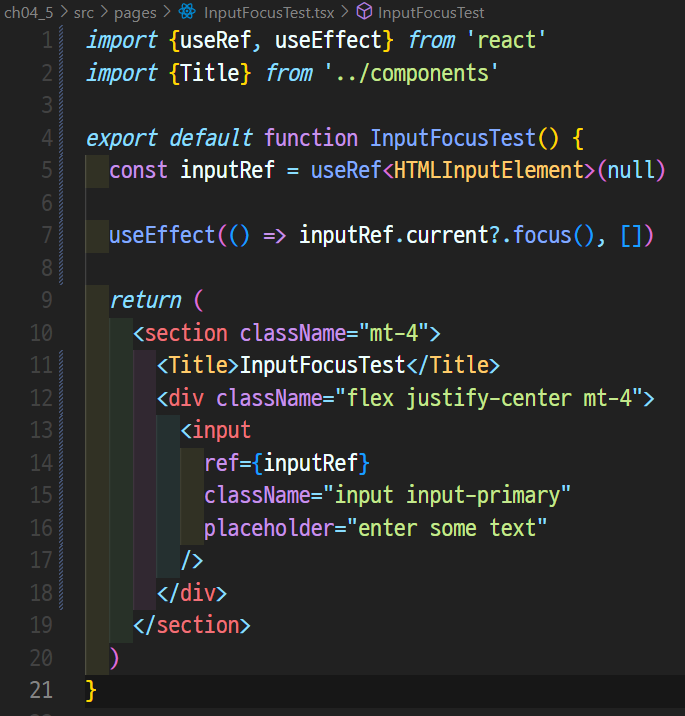 ch04_5 > src > pages > InputFocusTest.tsx > InputFocusTest
1 import {useRef, useEffect} from 'react'
2 import {Title} from '../components'
3
4 export default function InputFocusTest() {
5   const inputRef = useRef<HTMLInputElement>(null)
6
7   useEffect(() => inputRef.current?.focus(), [])
8
9   return (
10     <section className="mt-4">
11       <Title>InputFocusTest</Title>
12       <div className="flex justify-center mt-4">
13         <input
14           ref={inputRef}
15           className="input input-primary"
16           placeholder="enter some text"
17         />
18       </div>
19     </section>
20   )
21 }